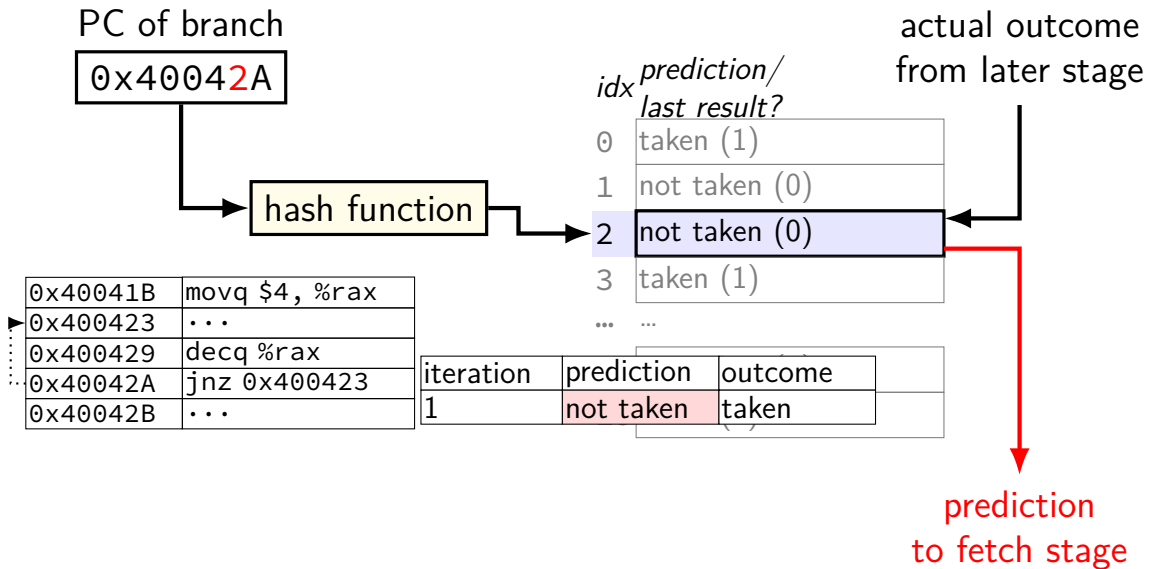 PC of branch
0x40042A
hash function
actual outcome
from later stage
idx prediction/
last result?
0 taken (1)
1 not taken (0)
2 not taken (0)
3 taken (1)
... ...
0x40041B movq $4, %rax
0x400423 ...
0x400429 decq %rax
0x40042A jnz 0x400423
0x40042B ...
iteration prediction outcome
1 not taken taken
prediction
to fetch stage